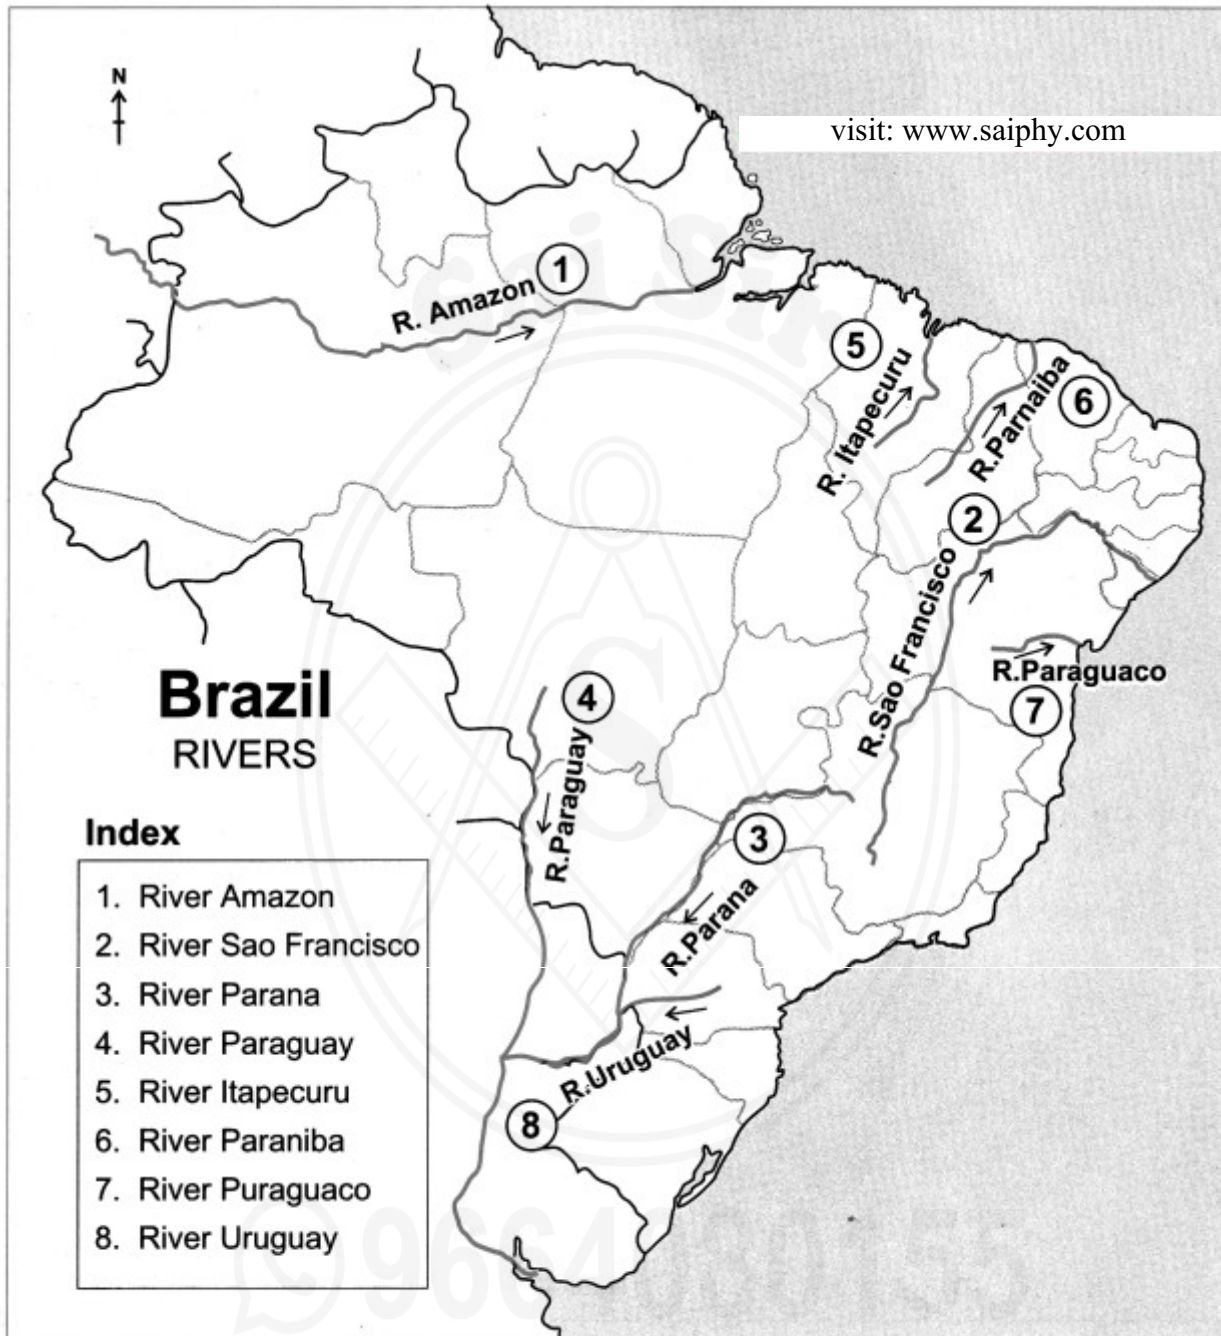 N
visit: www.saiphy.com
1
R. Amazon
5
R. Itapecuru
R.Parnaiba
6
2
R.Sao Francisco
R.Paraguaco
7
Brazil
RIVERS
4
R.Paraguay
3
R.Parana
R.Uruguay
8
Index
1. River Amazon
2. River Sao Francisco
3. River Parana
4. River Paraguay
5. River Itapecuru
6. River Paraniba
7. River Puraguaco
8. River Uruguay
Sai Sir
S